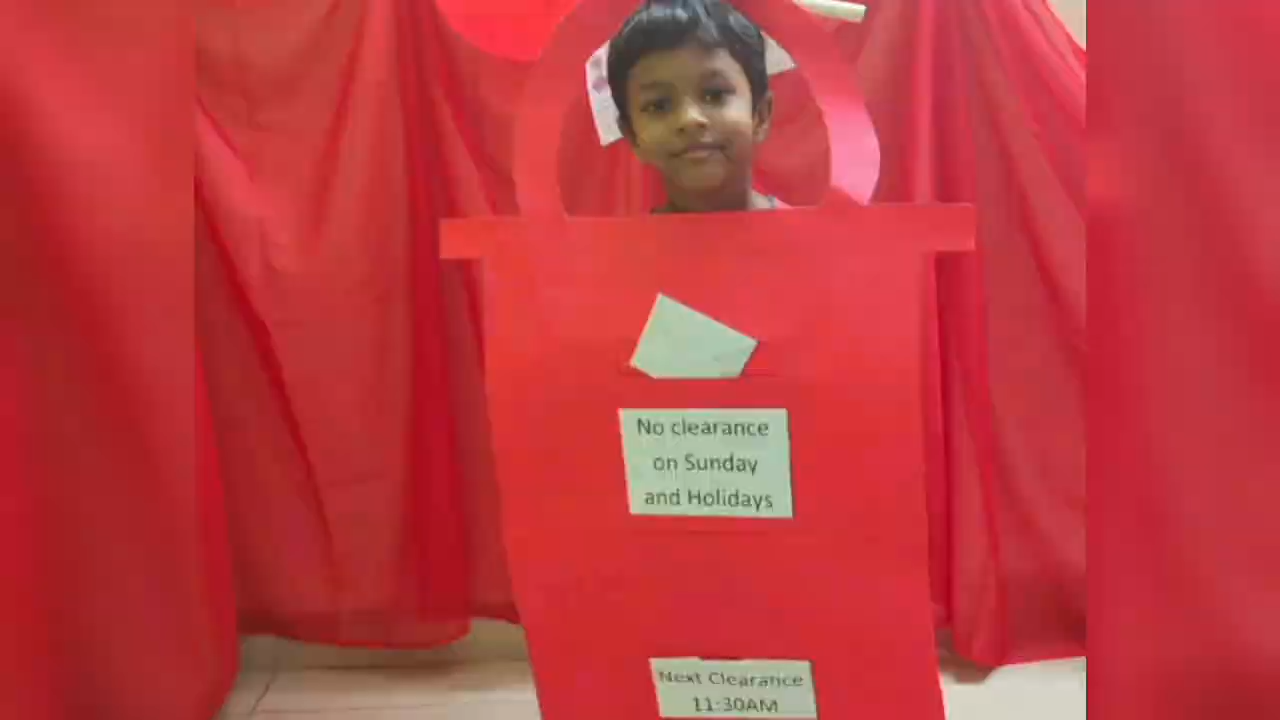 No clearance
on Sunday
and Holidays
Next Clearance
11:30AM